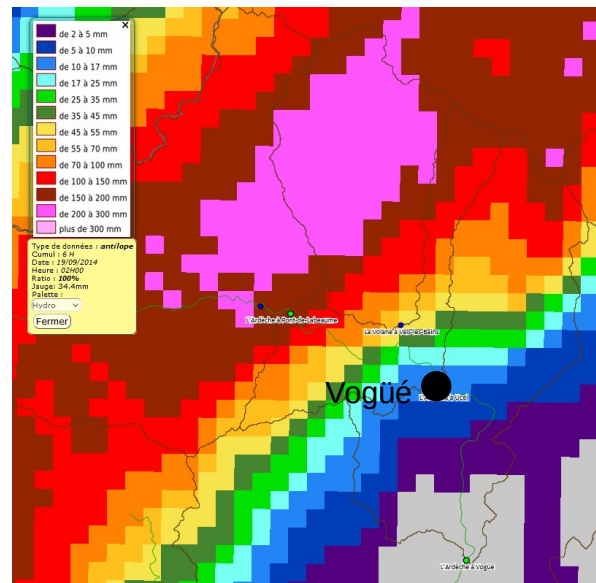 de 2 à 5 mm
de 5 à 10 mm
de 10 à 17 mm
de 17 à 25 mm
de 25 à 35 mm
de 35 à 45 mm
de 45 à 55 mm
de 55 à 70 mm
de 70 à 100 mm
de 100 à 150 mm
de 150 à 200 mm
de 200 à 300 mm
plus de 300 mm
Type de données : antilope
Cumul : 6 H
Date : 19/09/2014
Heure : 02H00
Ratio : 100%
Jauge: 34.4mm
Palette :
Hydro
Fermer
L'Ardèche à Pont-de-Labeaume
La Volane à Vals-les-Bains
Vogüé
à Ucel
L'Ardèche à Vogüé